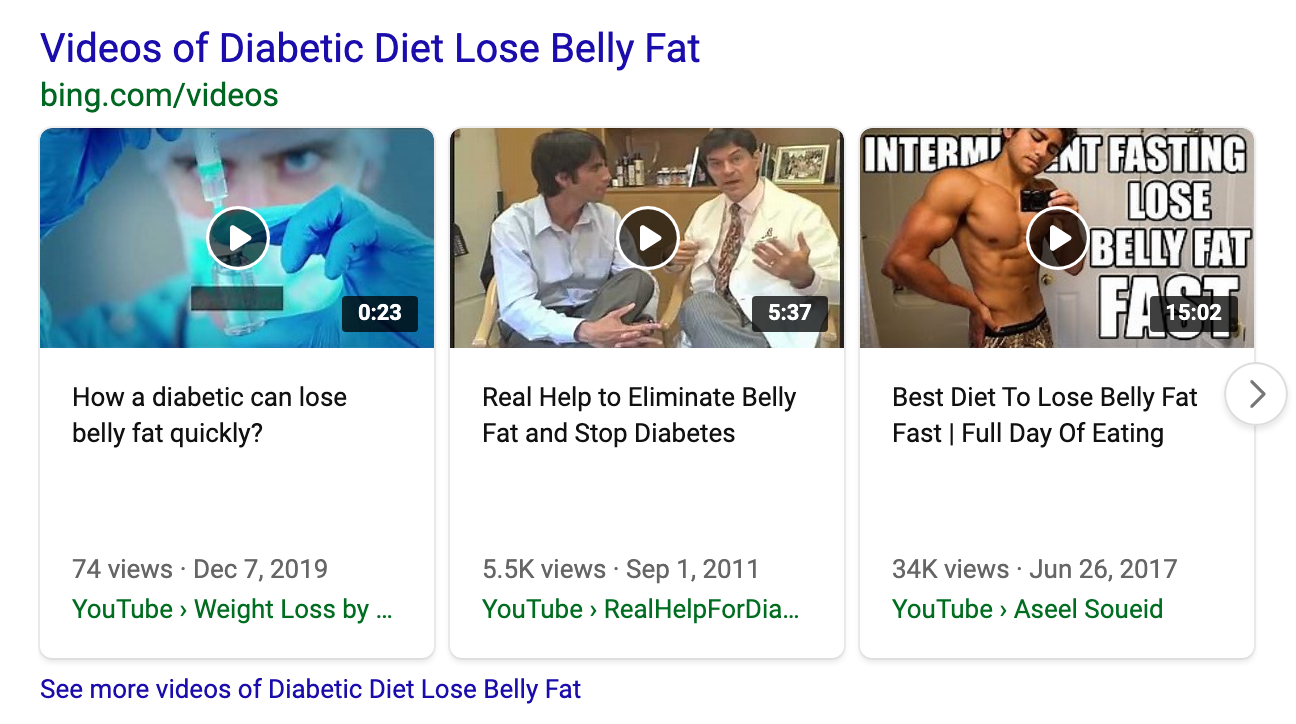 Videos of Diabetic Diet Lose Belly Fat
bing.com/videos
0:23
How a diabetic can lose
belly fat quickly?
74 views · Dec 7, 2019
YouTube › Weight Loss by ...
5:37
Real Help to Eliminate Belly
Fat and Stop Diabetes
5.5K views · Sep 1, 2011
YouTube › RealHelpForDia...
INTERMI NT FASTING
LOSE
BELLY FAT
FAST
15:02
Best Diet To Lose Belly Fat
Fast | Full Day Of Eating
34K views · Jun 26, 2017
YouTube › Aseel Soueid
See more videos of Diabetic Diet Lose Belly Fat